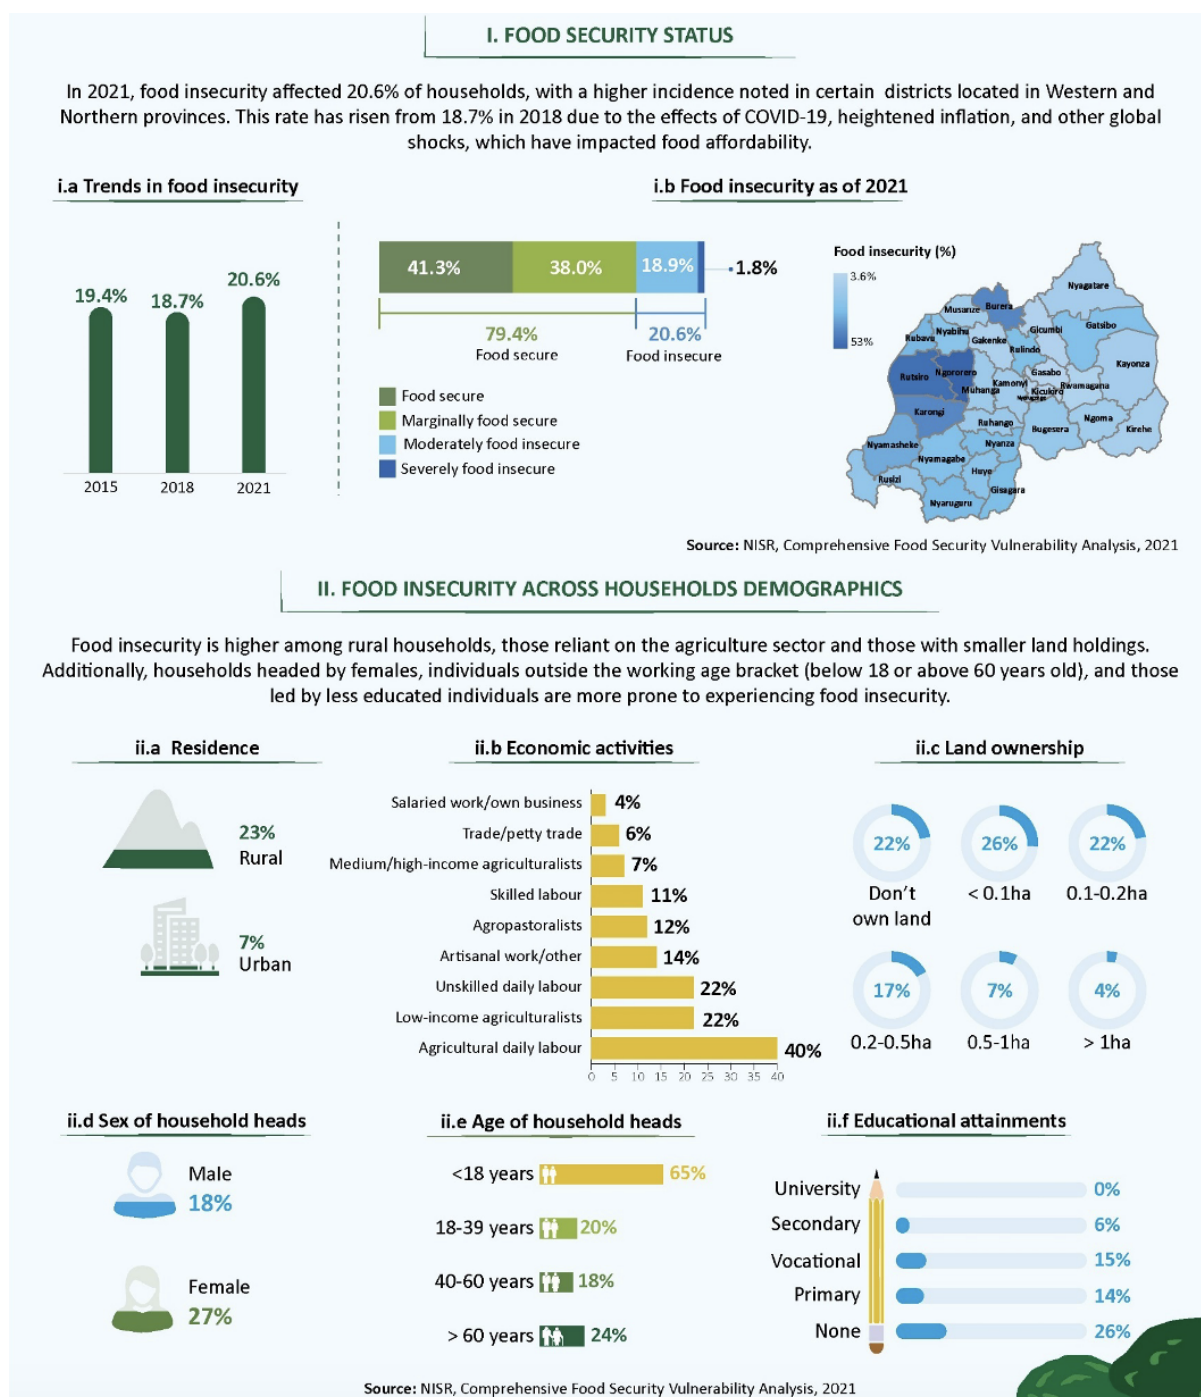 I. FOOD SECURITY STATUS
In 2021, food insecurity affected 20.6% of households, with a higher incidence noted in certain districts located in Western and
Northern provinces. This rate has risen from 18.7% in 2018 due to the effects of COVID-19, heightened inflation, and other global
shocks, which have impacted food affordability.
i.a Trends in food insecurity
19.4%
18.7%
20.6%
2015
2018
2021
i.b Food insecurity as of 2021
41.3%
38.0%
18.9%
1.8%
79.4%
Food secure
20.6%
Food insecure
Food secure
Marginally food secure
Moderately food insecure
Severely food insecure
Food insecurity (%)
3.6%
53%
Nyagatare
Burera
Musanze
Gicumbi
Gatsibo
Rubavu
Nyabihu
Gakenke
Rulindo
Kayonza
Rutsiro
Ngororero
Gasabo
Muhanga
Kamonyi
Kicukiro
Rwamagana
Karongi
Ruhango
Bugesera
Ngoma
Kirehe
Nyamasheke
Nyanza
Nyamagabe
Huye
Rusizi
Gisagara
Nyaruguru
Source: NISR, Comprehensive Food Security Vulnerability Analysis, 2021
II. FOOD INSECURITY ACROSS HOUSEHOLDS DEMOGRAPHICS
Food insecurity is higher among rural households, those reliant on the agriculture sector and those with smaller land holdings.
Additionally, households headed by females, individuals outside the working age bracket (below 18 or above 60 years old), and those
led by less educated individuals are more prone to experiencing food insecurity.
ii.a Residence
23%
Rural
7%
Urban
ii.b Economic activities
Salaried work/own business 4%
Trade/petty trade 6%
Medium/high-income agriculturalists 7%
Skilled labour 11%
Agropastoralists 12%
Artisanal work/other 14%
Unskilled daily labour 22%
Low-income agriculturalists 22%
Agricultural daily labour 40%
0 5 10 15 20 25 30 35 40
ii.c Land ownership
22% 26% 22%
Don't < 0.1ha 0.1-0.2ha
own land
17% 7% 4%
0.2-0.5ha 0.5-1ha > 1ha
ii.d Sex of household heads
Male
18%
Female
27%
ii.e Age of household heads
<18 years 65%
18-39 years 20%
40-60 years 18%
> 60 years 24%
ii.f Educational attainments
University 0%
Secondary 6%
Vocational 15%
Primary 14%
None 26%
Source: NISR, Comprehensive Food Security Vulnerability Analysis, 2021